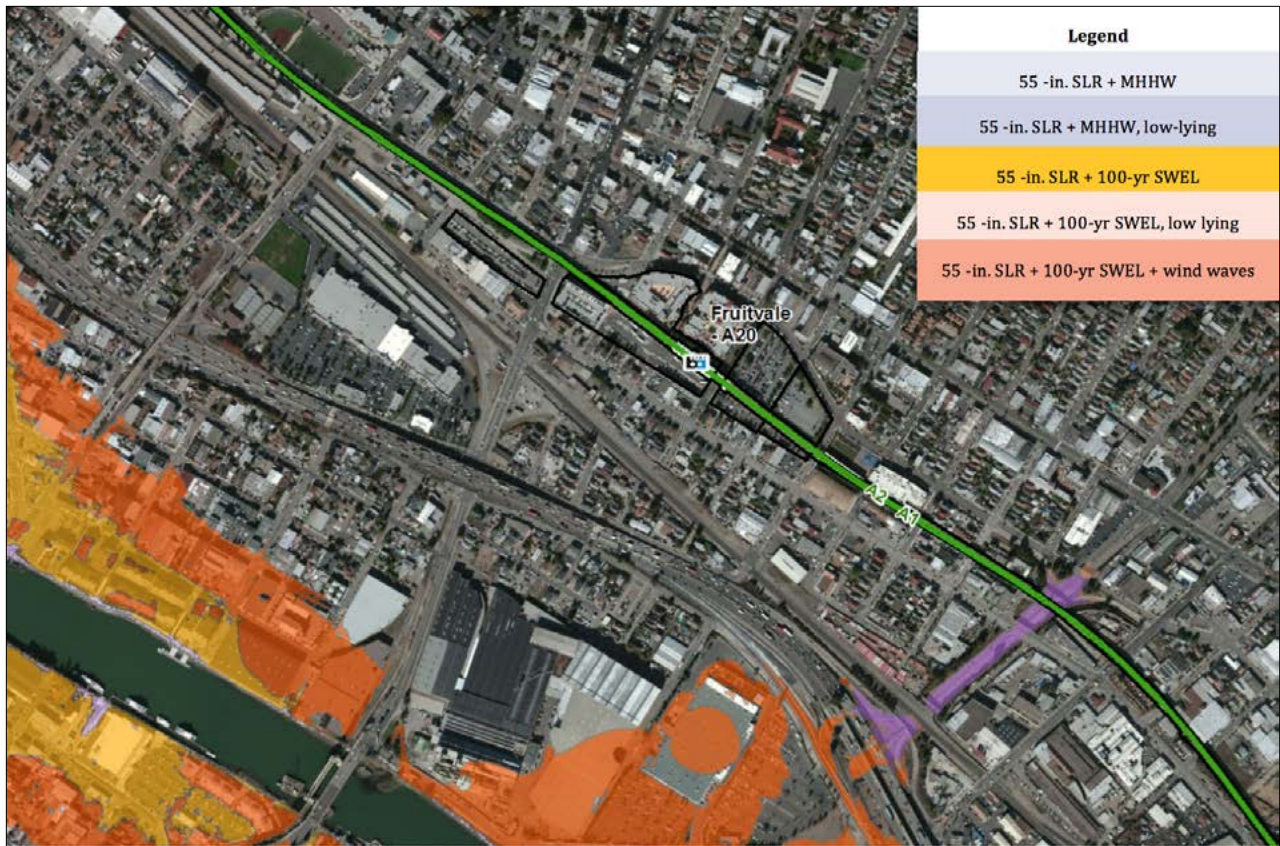 Legend
55 -in. SLR + MHHW
55 -in. SLR + MHHW, low-lying
55 -in. SLR + 100-yr SWEL
55 -in. SLR + 100-yr SWEL, low lying
55 -in. SLR + 100-yr SWEL + wind waves
Fruitvale
- A20
A2
A1